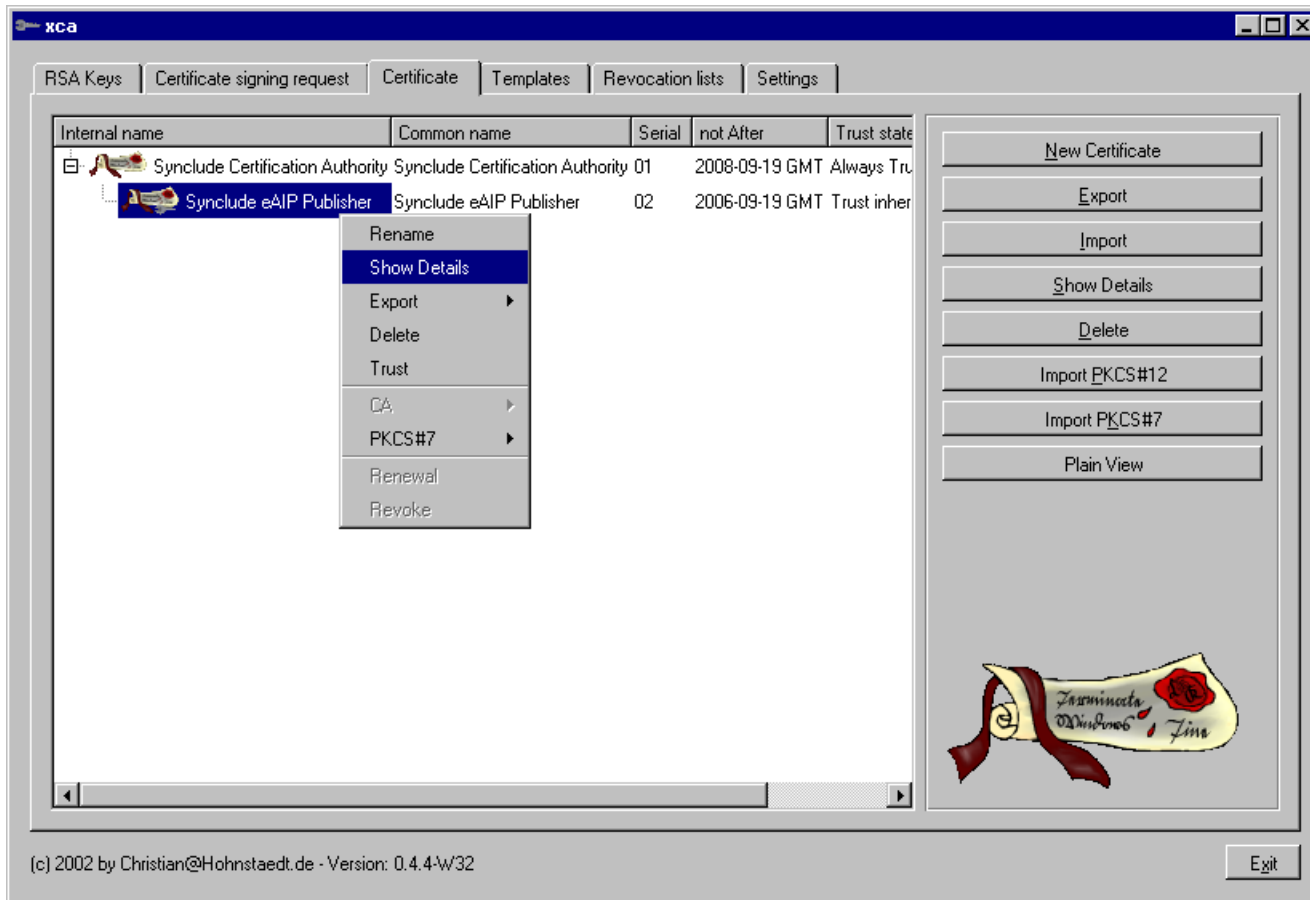 xca
RSA Keys Certificate signing request Certificate Templates Revocation lists Settings
Internal name Common name Serial not After Trust state
Synclude Certification Authority Synclude Certification Authority 01 2008-09-19 GMT Always Tru
Synclude eAIP Publisher Synclude eAIP Publisher 02 2006-09-19 GMT Trust inher
Rename
Show Details
Export
Delete
Trust
CA
PKCS#7
Renewal
Revoke
New Certificate
Export
Import
Show Details
Delete
Import PKCS#12
Import PKCS#7
Plain View
Windows
(c) 2002 by Christian@Hohnstaedt.de - Version: 0.4.4-W32
Exit